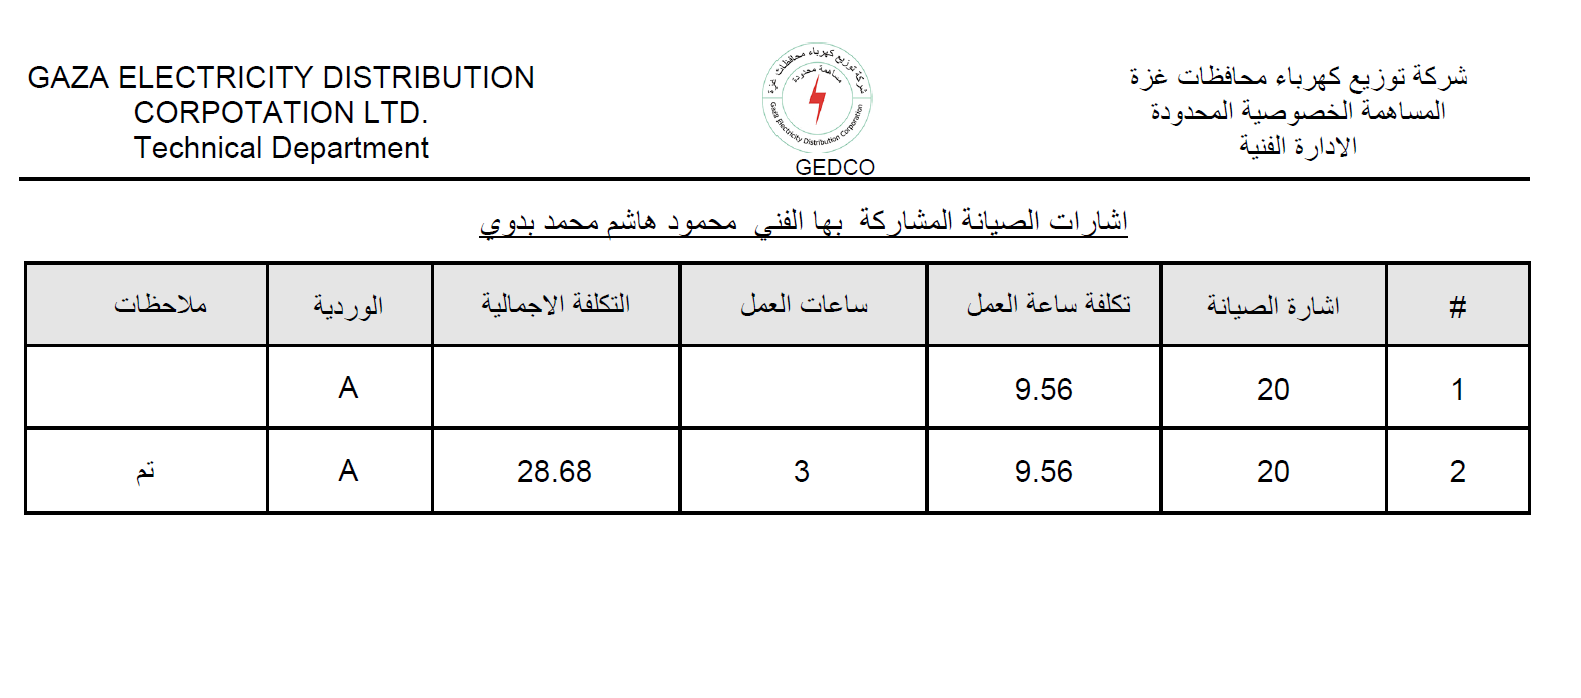 GAZA ELECTRICITY DISTRIBUTION
CORPOTATION LTD.
Technical Department
شركة توزيع كهرباء محافظات غزة
مساهمة محدودة
Gaza Electricity Distribution Corporation
GEDCO
شركة توزيع كهرباء محافظات غزة
المساهمة الخصوصية المحدودة
الادارة الفنية
اشارات الصيانة المشاركة بها الفني محمود هاشم محمد بدوي
# اشارة الصيانة تكلفة ساعة العمل ساعات العمل التكلفة الاجمالية الوردية ملاحظات
1 20 9.56 A
2 20 9.56 3 28.68 A تم